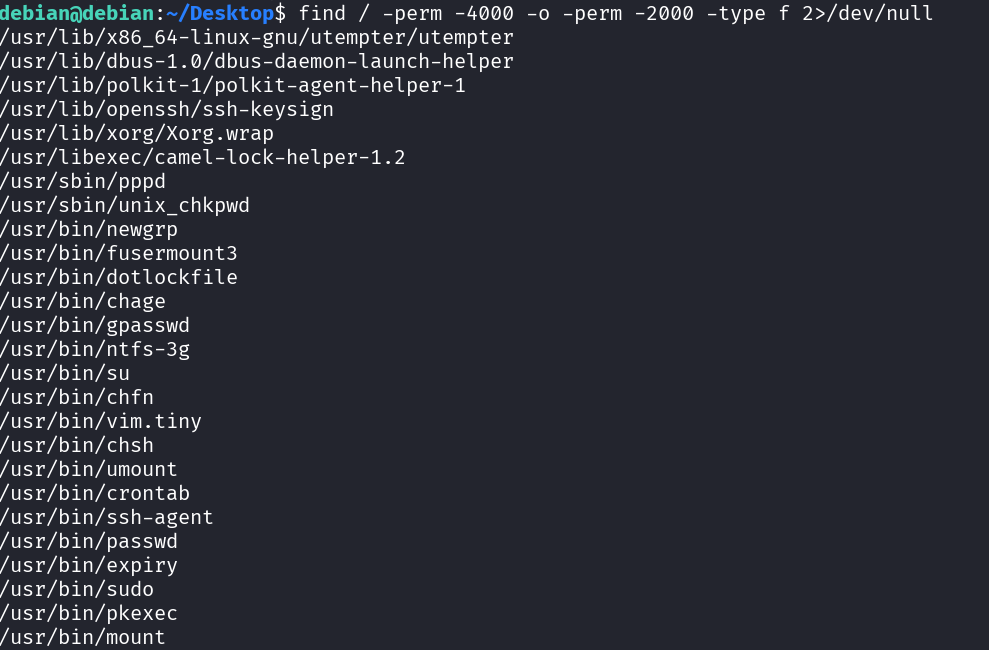 debian@debian:~/Desktop$ find / -perm -4000 -o -perm -2000 -type f 2>/dev/null
/usr/lib/x86_64-linux-gnu/utempter/utempter
/usr/lib/dbus-1.0/dbus-daemon-launch-helper
/usr/lib/polkit-1/polkit-agent-helper-1
/usr/lib/openssh/ssh-keysign
/usr/lib/xorg/Xorg.wrap
/usr/libexec/camel-lock-helper-1.2
/usr/sbin/pppd
/usr/sbin/unix_chkpwd
/usr/bin/newgrp
/usr/bin/fusermount3
/usr/bin/dotlockfile
/usr/bin/chage
/usr/bin/gpasswd
/usr/bin/ntfs-3g
/usr/bin/su
/usr/bin/chfn
/usr/bin/vim.tiny
/usr/bin/chsh
/usr/bin/umount
/usr/bin/crontab
/usr/bin/ssh-agent
/usr/bin/passwd
/usr/bin/expiry
/usr/bin/sudo
/usr/bin/pkexec
/usr/bin/mount